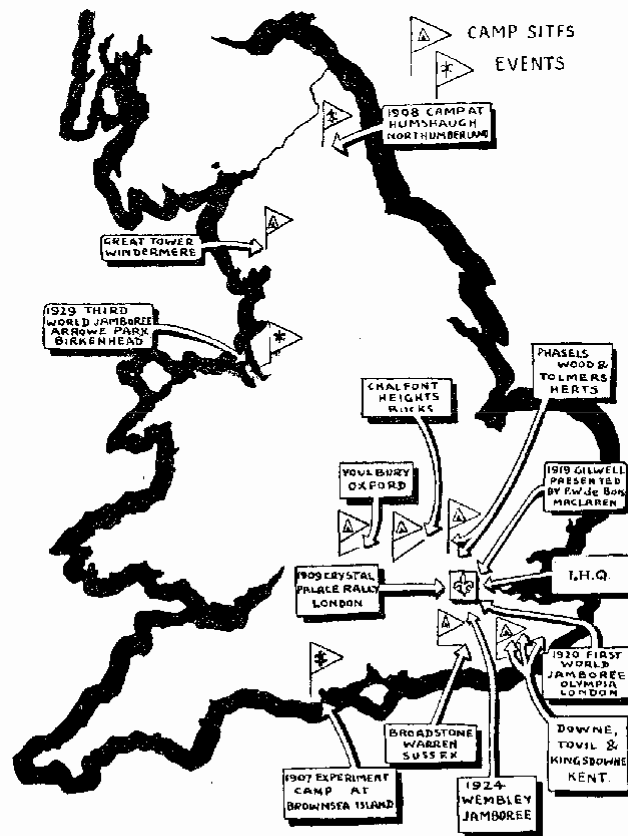 CAMP SITES
EVENTS
1908 CAMP AT
HUMSHAUGH
NORTHUMBERLAND
GREAT TOWER
WINDERMERE
1929 THIRD
WORLD JAMBOREE
ARROWE PARK
BIRKENHEAD
PHASELS
WOOD &
TOLMERS
HERTS
CHALFONT
HEIGHTS
BUCKS
YOULBURY
OXFORD
1919 GILWELL
PRESENTED
BY F.W. de BOIS
MACLAREN
1909 CRYSTAL
PALACE RALLY
LONDON
I.H.Q.
1920 FIRST
WORLD
JAMBOREE
OLYMPIA
LONDON
BROADSTONE
WARREN
SUSSEX
DOWNE,
TOVIL &
KINGSDOWNE
KENT.
1907 EXPERIMENT
CAMP AT
BROWNSEA ISLAND
1924
WEMBLEY
JAMBOREE